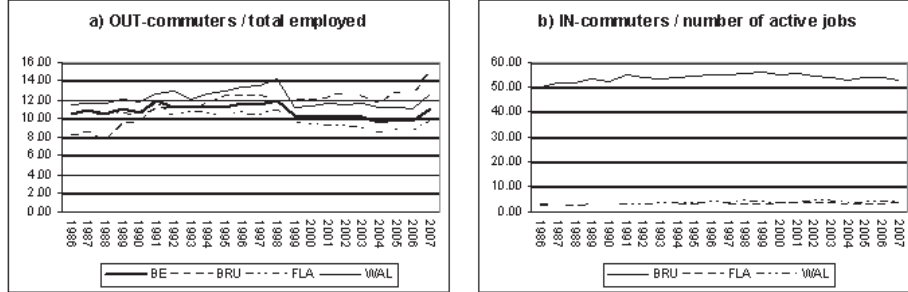 a) OUT-commuters / total employed
16.00
14.00
12.00
10.00
8.00
6.00
4.00
2.00
0.00
1986 1987 1988 1989 1990 1991 1992 1993 1994 1995 1996 1997 1998 1999 2000 2001 2002 2003 2004 2005 2006 2007
BE BRU FLA WAL
b) IN-commuters / number of active jobs
60.00
50.00
40.00
30.00
20.00
10.00
0.00
1986 1987 1988 1989 1990 1991 1992 1993 1994 1995 1996 1997 1998 1999 2000 2001 2002 2003 2004 2005 2006 2007
BRU FLA WAL